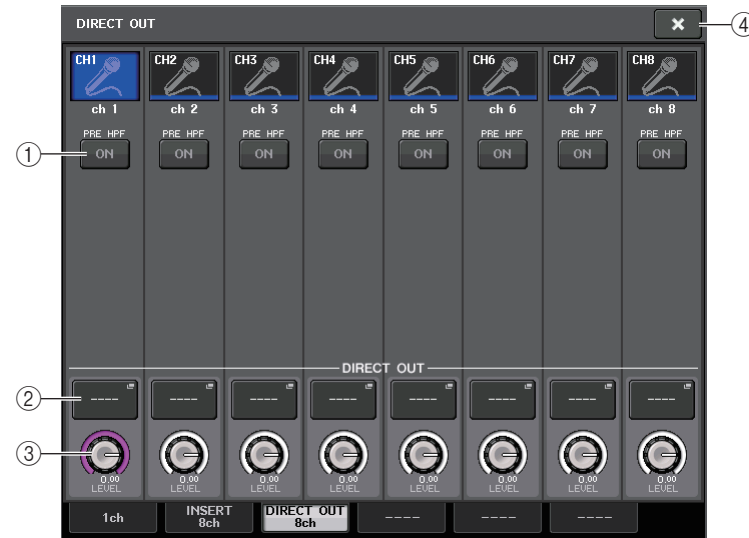 DIRECT OUT
×
④
CH1 CH2 CH3 CH4 CH5 CH6 CH7 CH8
ch 1 ch 2 ch 3 ch 4 ch 5 ch 6 ch 7 ch 8
PRE HPF PRE HPF PRE HPF PRE HPF PRE HPF PRE HPF PRE HPF PRE HPF
① ON ON ON ON ON ON ON ON
DIRECT OUT
② ---- ---- ---- ---- ---- ---- ---- ----
③
0.00 0.00 0.00 0.00 0.00 0.00 0.00 0.00
LEVEL LEVEL LEVEL LEVEL LEVEL LEVEL LEVEL LEVEL
1ch INSERT DIRECT OUT ---- ---- ----
8ch 8ch